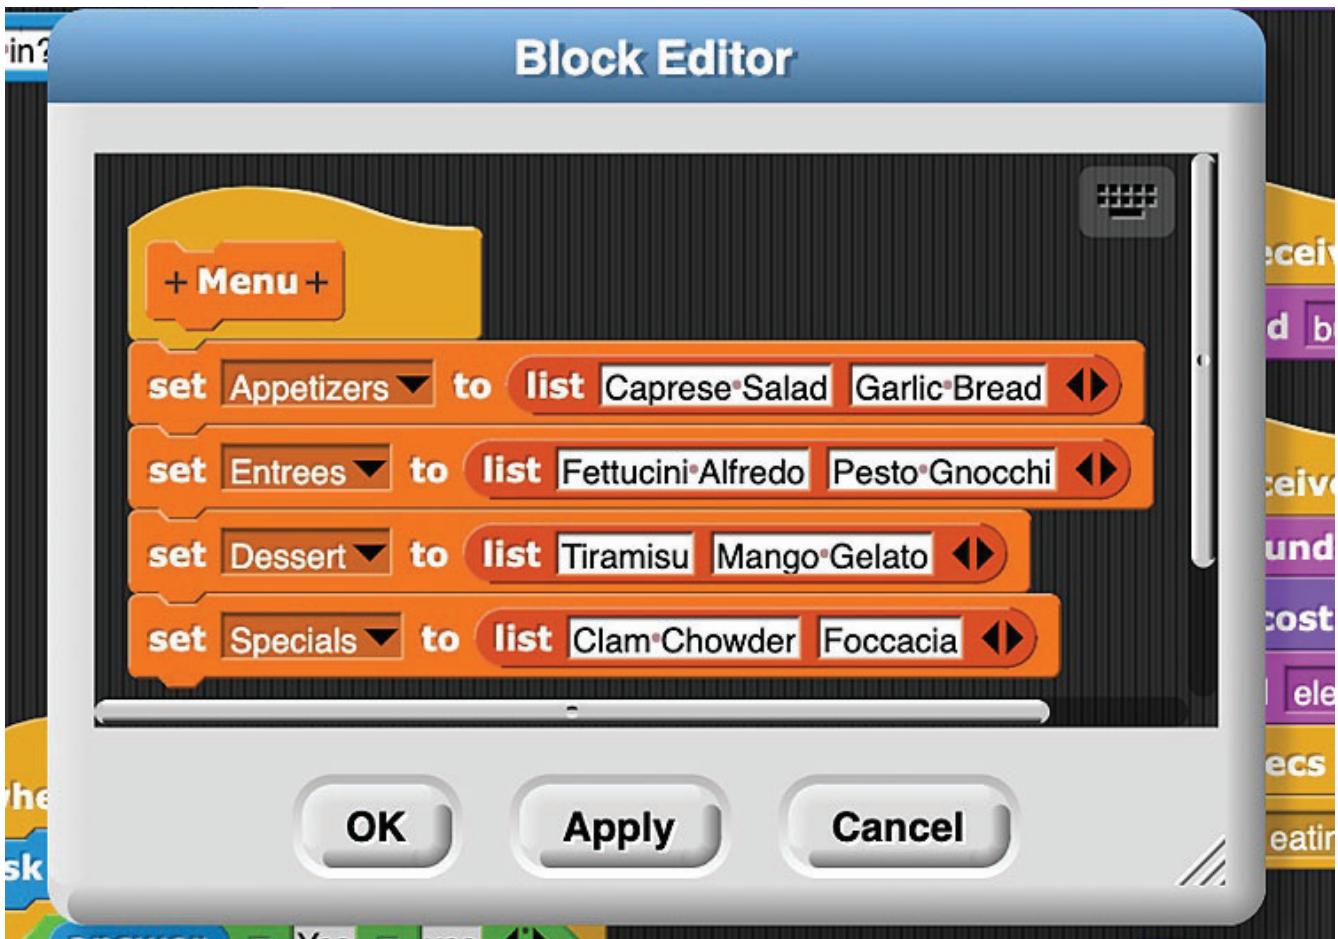 in?
Block Editor
+ Menu +
set Appetizers to list Caprese Salad Garlic Bread
set Entrees to list Fettucini Alfredo Pesto Gnocchi
set Dessert to list Tiramisu Mango Gelato
set Specials to list Clam Chowder Foccacia
OK Apply Cancel